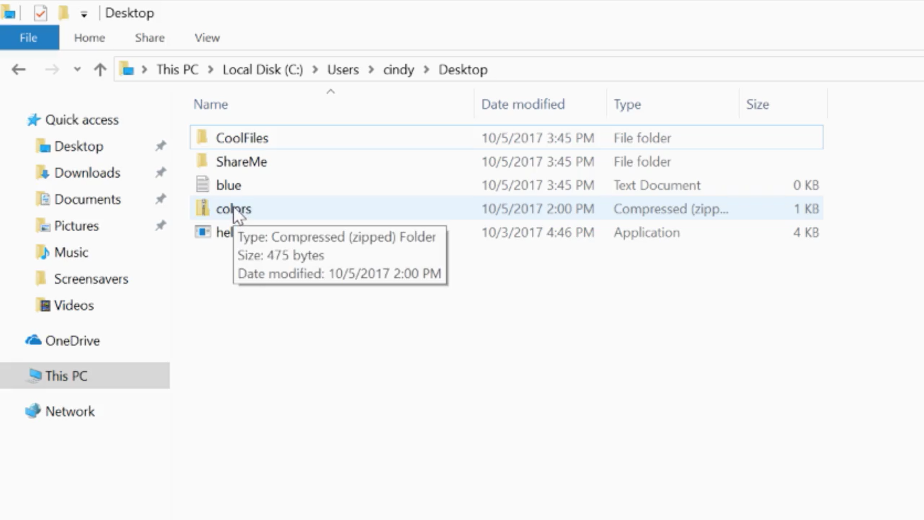 Desktop
File Home Share View
This PC Local Disk (C:) Users cindy Desktop
Name Date modified Type Size
Quick access
Desktop
Downloads
Documents
Pictures
Music
Screensavers
Videos
OneDrive
This PC
Network
CoolFiles 10/5/2017 3:45 PM File folder
ShareMe 10/5/2017 3:45 PM File folder
blue 10/5/2017 3:45 PM Text Document 0 KB
colors 10/5/2017 2:00 PM Compressed (zipp... 1 KB
hel 10/3/2017 4:46 PM Application 4 KB
Type: Compressed (zipped) Folder
Size: 475 bytes
Date modified: 10/5/2017 2:00 PM